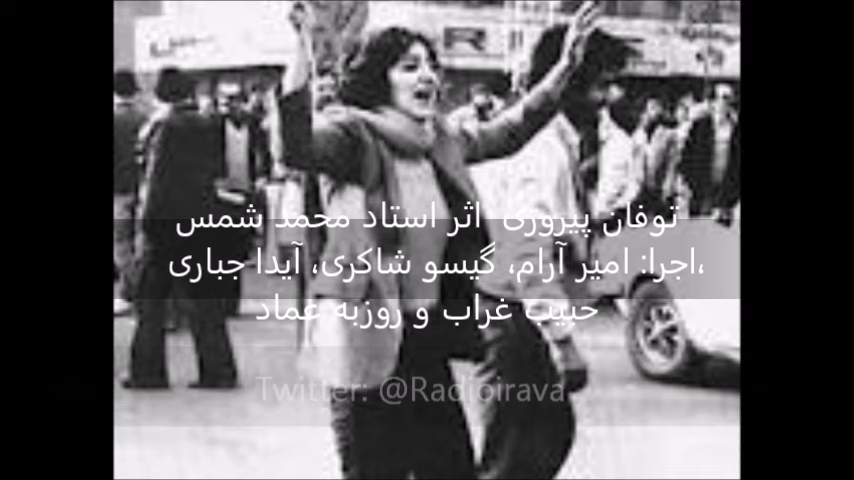 توفان پیروزی اثر استاد محمد شمس
اجرا: امیر آرام، گیسو شاکری، آیدا جباری،
حبیب غراب و روزبه عماد
Twitter: @Radioirava